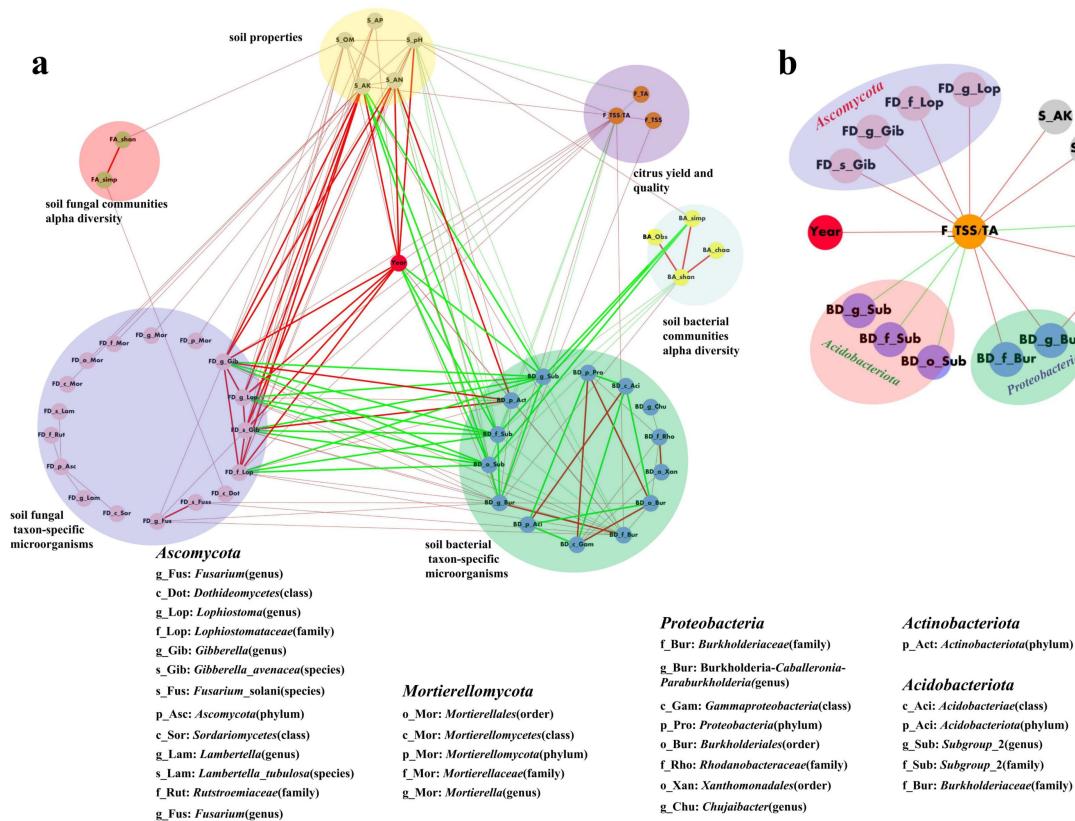 a
b
soil properties
S_AP
S_OM
S_pH
S_AK
S_AN
F_TA
F_TSS/TA
F_TSS
citrus yield and
quality
FA_shan
FA_simp
soil fungal communities
alpha diversity
Year
BA_simp
BA_Obs
BA_chao
BA_shan
soil bacterial
communities
alpha diversity
FD_g_Mor
FD_p_Mor
FD_f_Mor
FD_o_Mor
FD_c_Mor
FD_g_Gib
FD_g_Lop
FD_s_Lam
FD_f_Rut
FD_s_Gib
FD_p_Asc
FD_f_Lop
FD_g_Lam
FD_c_Dot
FD_s_Fuss
FD_c_Sor
FD_g_Fus
soil fungal
taxon-specific
microorganisms
BD_g_Sub
BD_p_Pro
BD_c_Aci
BD_p_Act
BD_g_Chu
BD_f_Sub
BD_f_Rho
BD_o_Sub
BD_o_Xan
BD_g_Bur
BD_o_Bur
BD_p_Aci
BD_f_Bur
BD_c_Gam
soil bacterial
taxon-specific
microorganisms
Ascomycota
FD_g_Lop
FD_f_Lop
FD_g_Gib
FD_s_Gib
S_AK
S
Year
F_TSS/TA
BD_g_Sub
BD_f_Sub
BD_o_Sub
Acidobacteriota
BD_g_Bur
BD_f_Bur
Proteobacteria
Ascomycota
g_Fus: Fusarium(genus)
c_Dot: Dothideomycetes(class)
g_Lop: Lophiostoma(genus)
f_Lop: Lophiostomataceae(family)
g_Gib: Gibberella(genus)
s_Gib: Gibberella_avenacea(species)
s_Fus: Fusarium_solani(species)
p_Asc: Ascomycota(phylum)
c_Sor: Sordariomycetes(class)
g_Lam: Lambertella(genus)
s_Lam: Lambertella_tubulosa(species)
f_Rut: Rutstroemiaceae(family)
g_Fus: Fusarium(genus)
Mortierellomycota
o_Mor: Mortierellales(order)
c_Mor: Mortierellomycetes(class)
p_Mor: Mortierellomycota(phylum)
f_Mor: Mortierellaceae(family)
g_Mor: Mortierella(genus)
Proteobacteria
f_Bur: Burkholderiaceae(family)
g_Bur: Burkholderia-Caballeronia-
Paraburkholderia(genus)
c_Gam: Gammaproteobacteria(class)
p_Pro: Proteobacteria(phylum)
o_Bur: Burkholderiales(order)
f_Rho: Rhodanobacteraceae(family)
o_Xan: Xanthomonadales(order)
g_Chu: Chujaibacter(genus)
Actinobacteriota
p_Act: Actinobacteriota(phylum)
Acidobacteriota
c_Aci: Acidobacteriae(class)
p_Aci: Acidobacteriota(phylum)
g_Sub: Subgroup_2(genus)
f_Sub: Subgroup_2(family)
f_Bur: Burkholderiaceae(family)